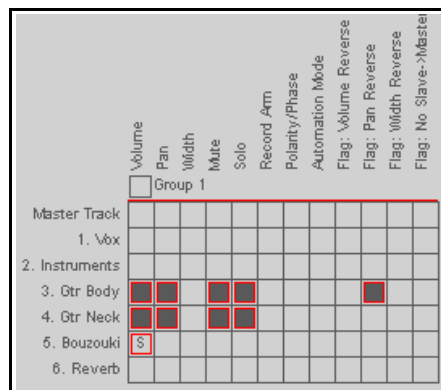 Volume
Pan
Width
Mute
Solo
Record Arm
Polarity/Phase
Automation Mode
Flag: Volume Reverse
Flag: Pan Reverse
Flag: Width Reverse
Flag: No Slave->Master
Group 1
Master Track
1. Vox
2. Instruments
3. Gtr Body
4. Gtr Neck
5. Bouzouki S
6. Reverb